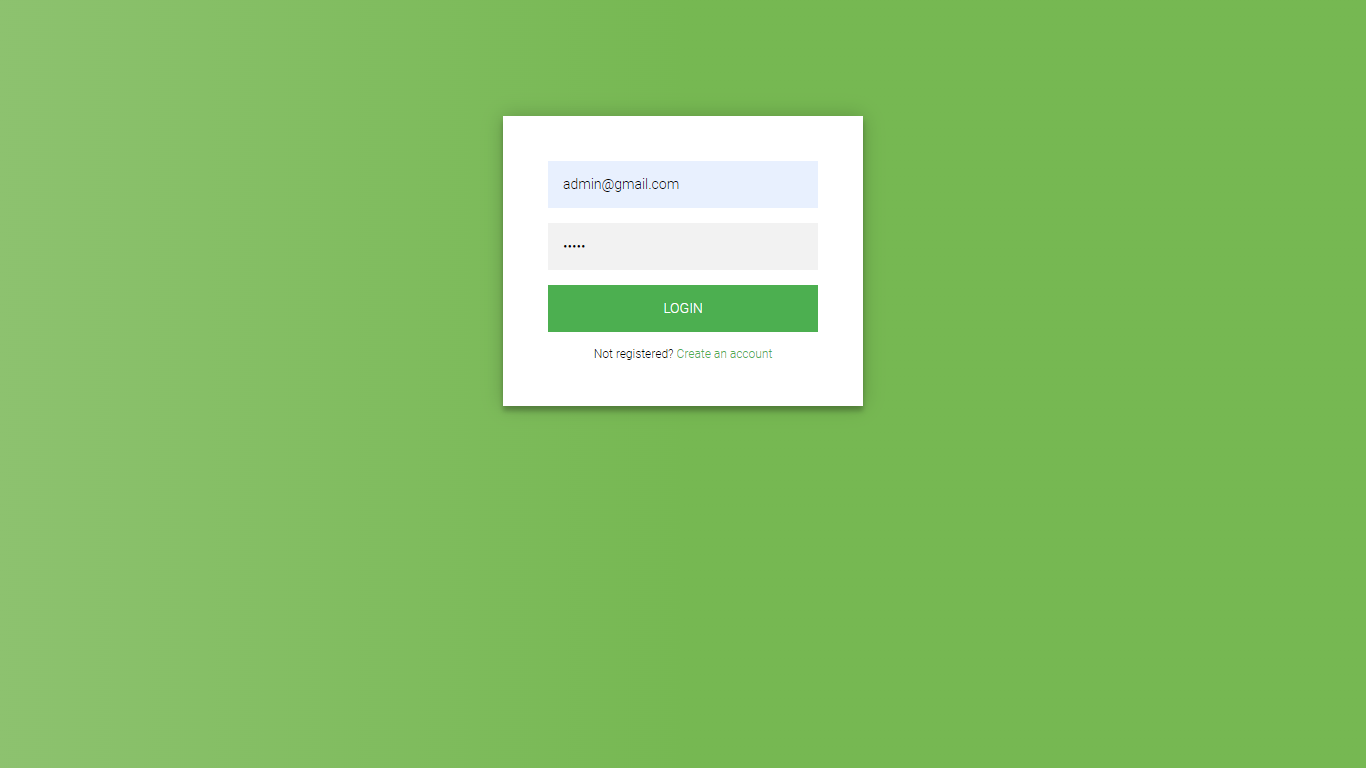 admin@gmail.com
•••••
LOGIN
Not registered? Create an account